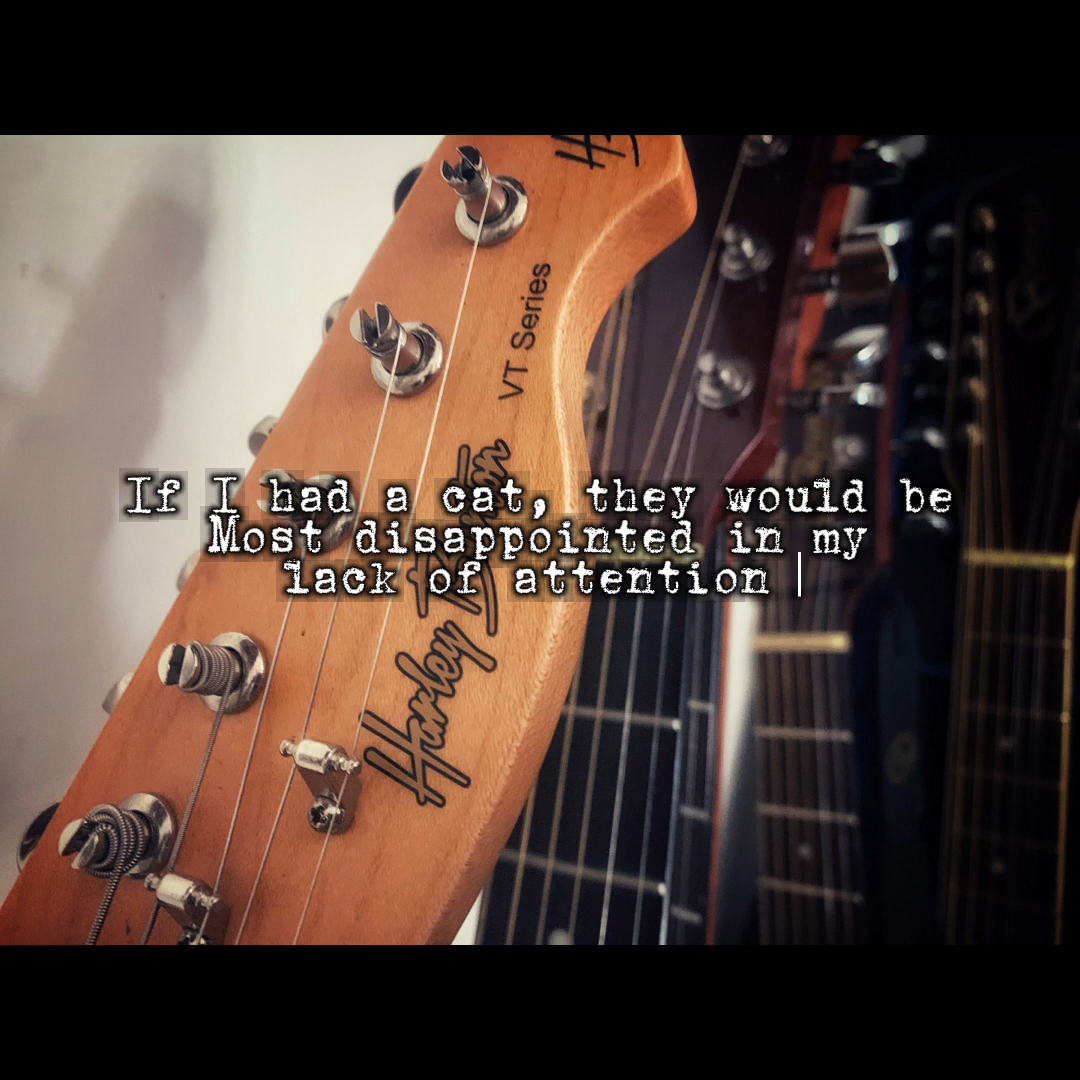 If I had a cat, they would be
Most disappointed in my
lack of attention
VT Series
Harley Benton